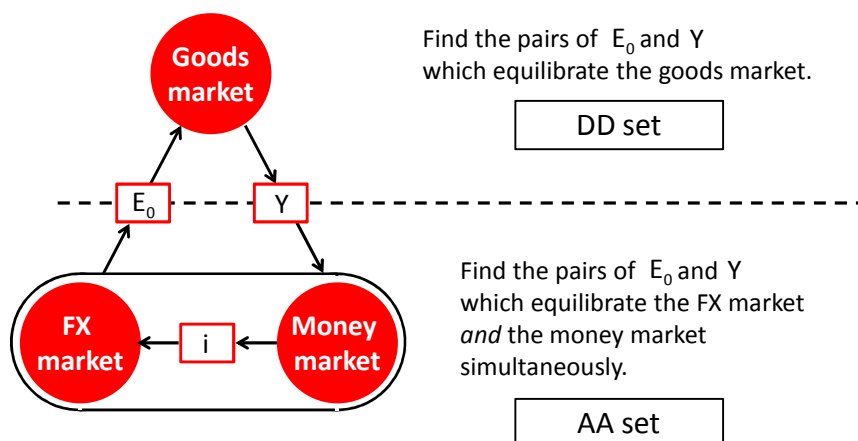 Goods
market
Find the pairs of E₀ and Y
which equilibrate the goods market.
DD set
E₀
Y
FX
market
i
Money
market
Find the pairs of E₀ and Y
which equilibrate the FX market
and the money market
simultaneously.
AA set